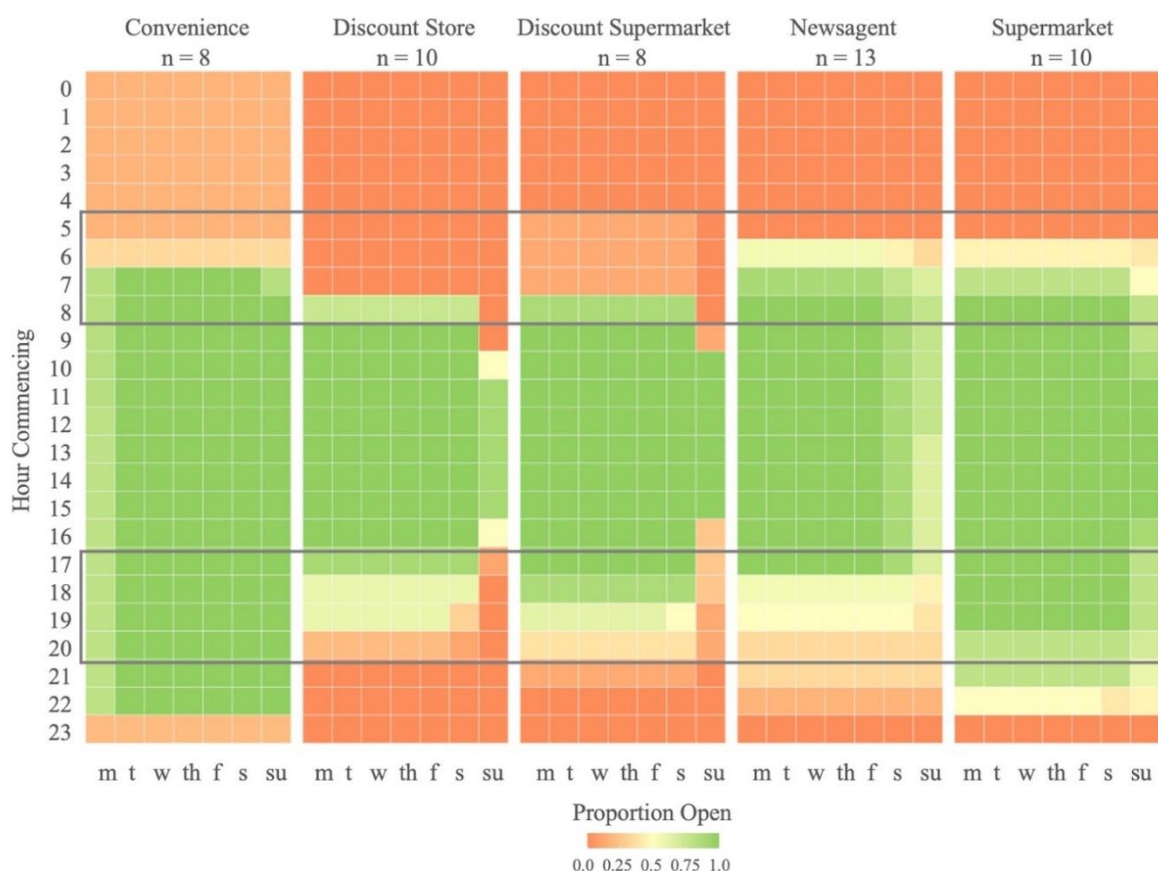 Convenience
n = 8
Discount Store
n = 10
Discount Supermarket
n = 8
Newsagent
n = 13
Supermarket
n = 10
Hour Commencing
0
1
2
3
4
5
6
7
8
9
10
11
12
13
14
15
16
17
18
19
20
21
22
23
m t w th f s su
m t w th f s su
m t w th f s su
m t w th f s su
m t w th f s su
Proportion Open
0.0 0.25 0.5 0.75 1.0